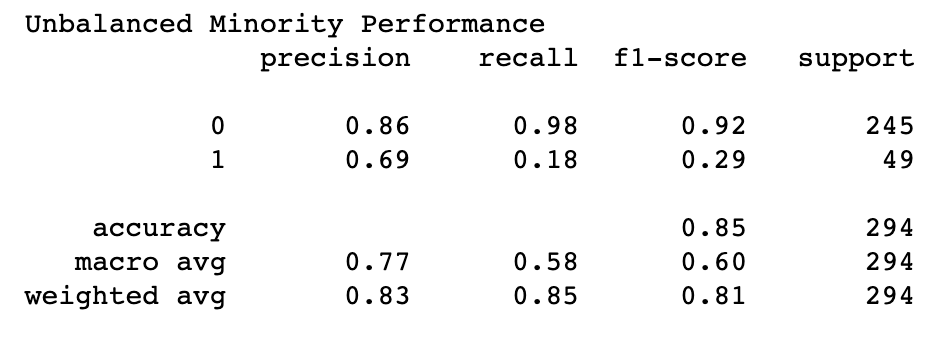 Unbalanced Minority Performance
precision recall f1-score support
0 0.86 0.98 0.92 245
1 0.69 0.18 0.29 49
accuracy 0.85 294
macro avg 0.77 0.58 0.60 294
weighted avg 0.83 0.85 0.81 294